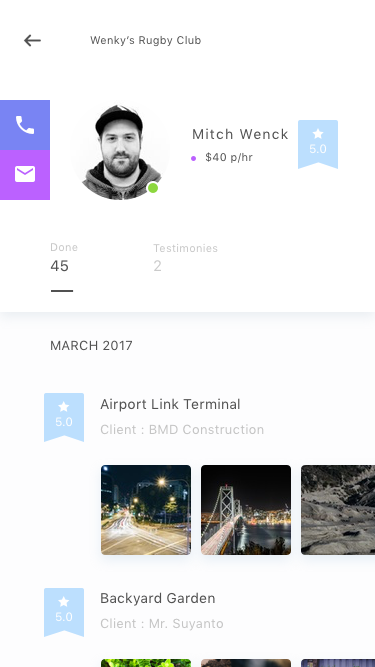 Wenky's Rugby Club
Mitch Wenck
$40 p/hr
5.0
Done
Testimonies
45
2
MARCH 2017
5.0
Airport Link Terminal
Client : BMD Construction
5.0
Backyard Garden
Client : Mr. Suyanto